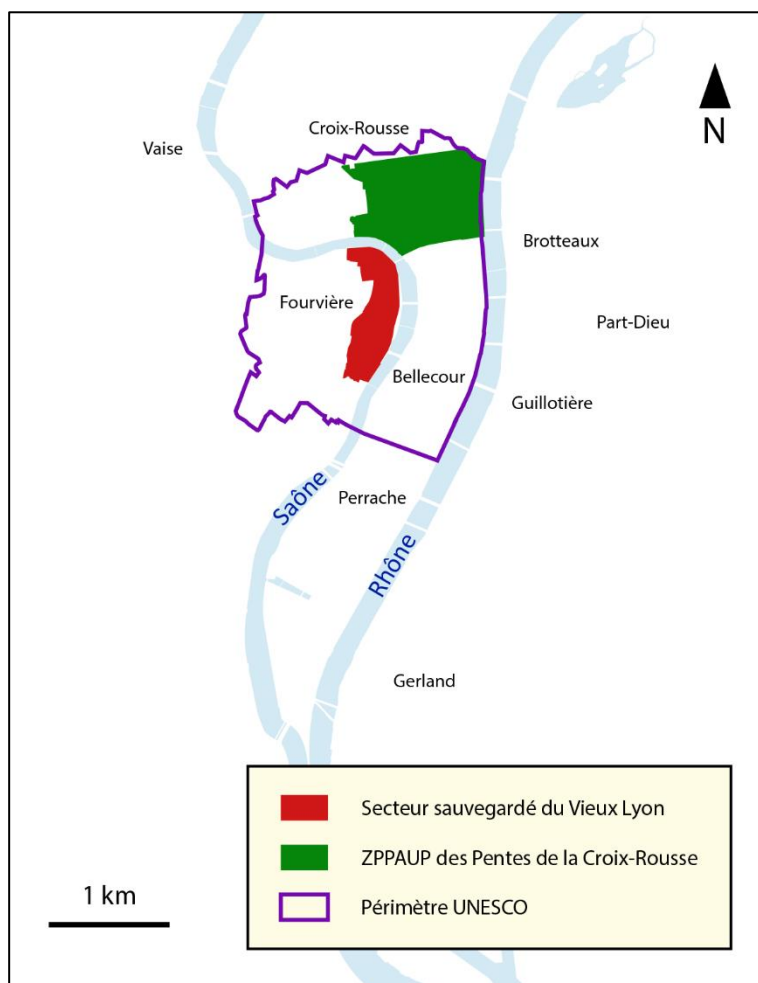 Croix-Rousse
N
Vaise
Brotteaux
Fourvière
Part-Dieu
Bellecour
Guillotière
Saône
Perrache
Rhône
Gerland
Secteur sauvegardé du Vieux Lyon
ZPPAUP des Pentes de la Croix-Rousse
1 km
Périmètre UNESCO